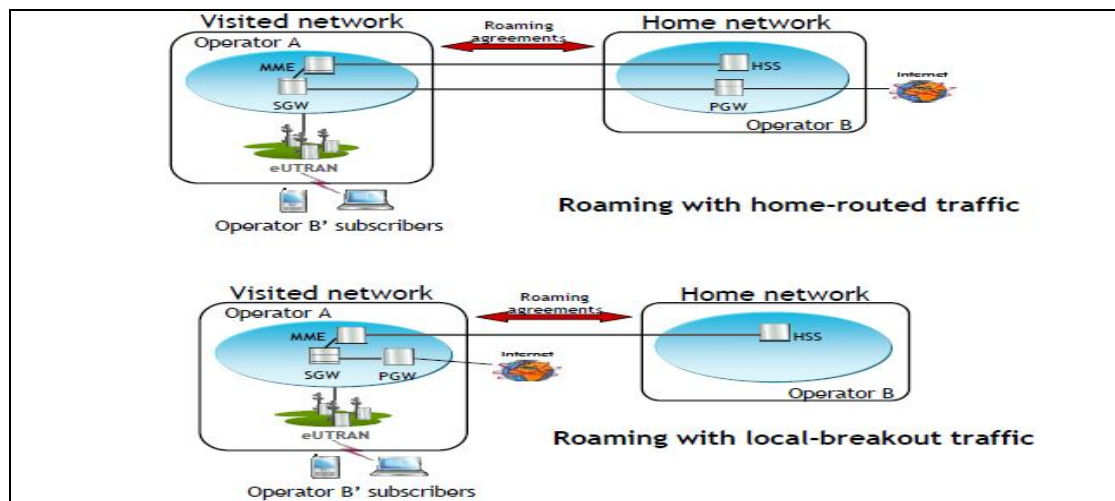 Visited network
Home network
Roaming
agreements
Operator A
MME
HSS
Internet
SGW
PGW
Operator B
eUTRAN
Roaming with home-routed traffic
Operator B' subscribers
Visited network
Home network
Roaming
agreements
Operator A
MME
HSS
Internet
SGW
PGW
Operator B
eUTRAN
Roaming with local-breakout traffic
Operator B' subscribers